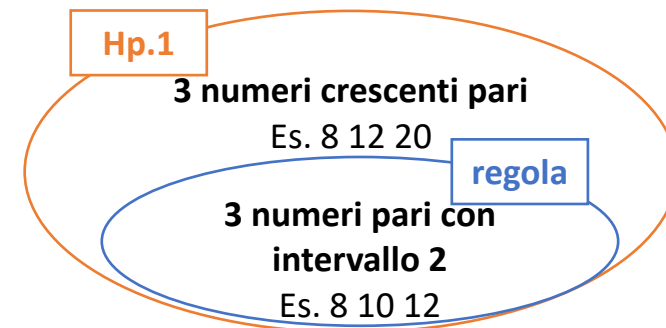 Hp.1
3 numeri crescenti pari
Es. 8 12 20
regola
3 numeri pari con
intervallo 2
Es. 8 10 12